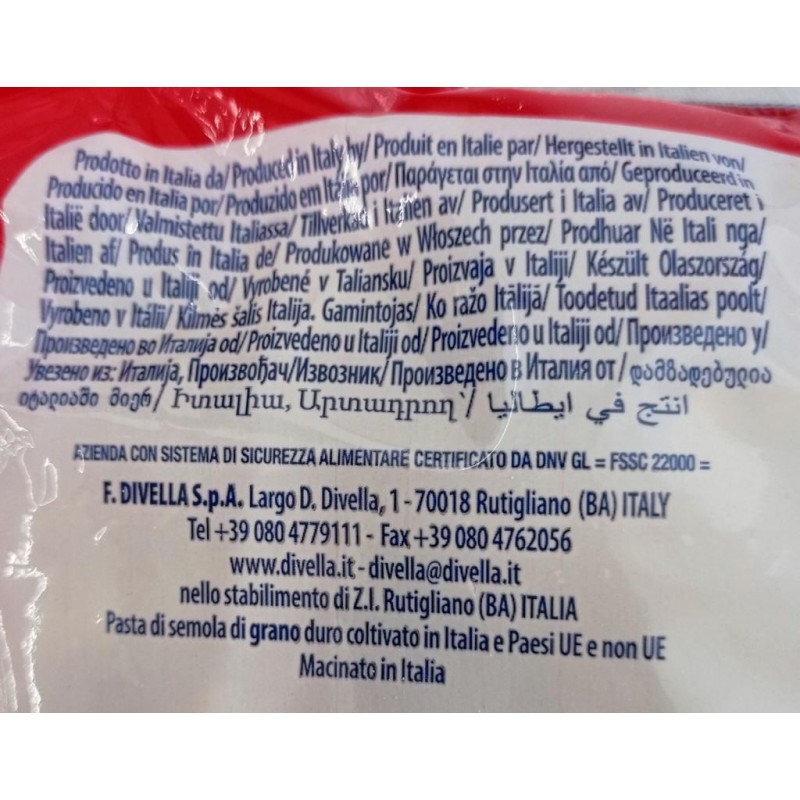 Prodotto in Italia da/ Produced in Italy by/ Produit en Italie par/ Hergestellt in Italien von/
Producido en Italia por/ Produzido em Italia por/ Παράγεται στην Ιταλία από/ Geproduceerd in
Italië door/ Valmistettu Italiassa/ Tillverkad i Italien av/ Produsert i Italia av/ Produceret i
Italien af/ Produs în Italia de/ Produkowane w Włoszech przez/ Prodhuar Në Itali nga/
Proizvedeno u Italiji od/ Vyrobené v Taliansku/ Proizvaja v Italiji/ Készült Olaszország/
Vyrobeno v Itálii/ Kilmės šalis Italija. Gamintojas/ Ko ražo Itālijā/ Toodetud Itaalias poolt/
Произведено во Италија од/ Proizvedeno u Italiji od/ Proizvedeno u Italiji od/ Произведено у/
Увезено из: Италија, Произвођач/Извозник/ Произведено в Италия от/ დამზადებულია
იტალიაში მიერ/ Իտալիա, Արտադրող՝/ انتج في ايطاليا
AZIENDA CON SISTEMA DI SICUREZZA ALIMENTARE CERTIFICATO DA DNV GL = FSSC 22000 =
F. DIVELLA S.p.A. Largo D. Divella, 1 - 70018 Rutigliano (BA) ITALY
Tel +39 080 4779111 - Fax +39 080 4762056
www.divella.it - divella@divella.it
nello stabilimento di Z.I. Rutigliano (BA) ITALIA
Pasta di semola di grano duro coltivato in Italia e Paesi UE e non UE
Macinato in Italia